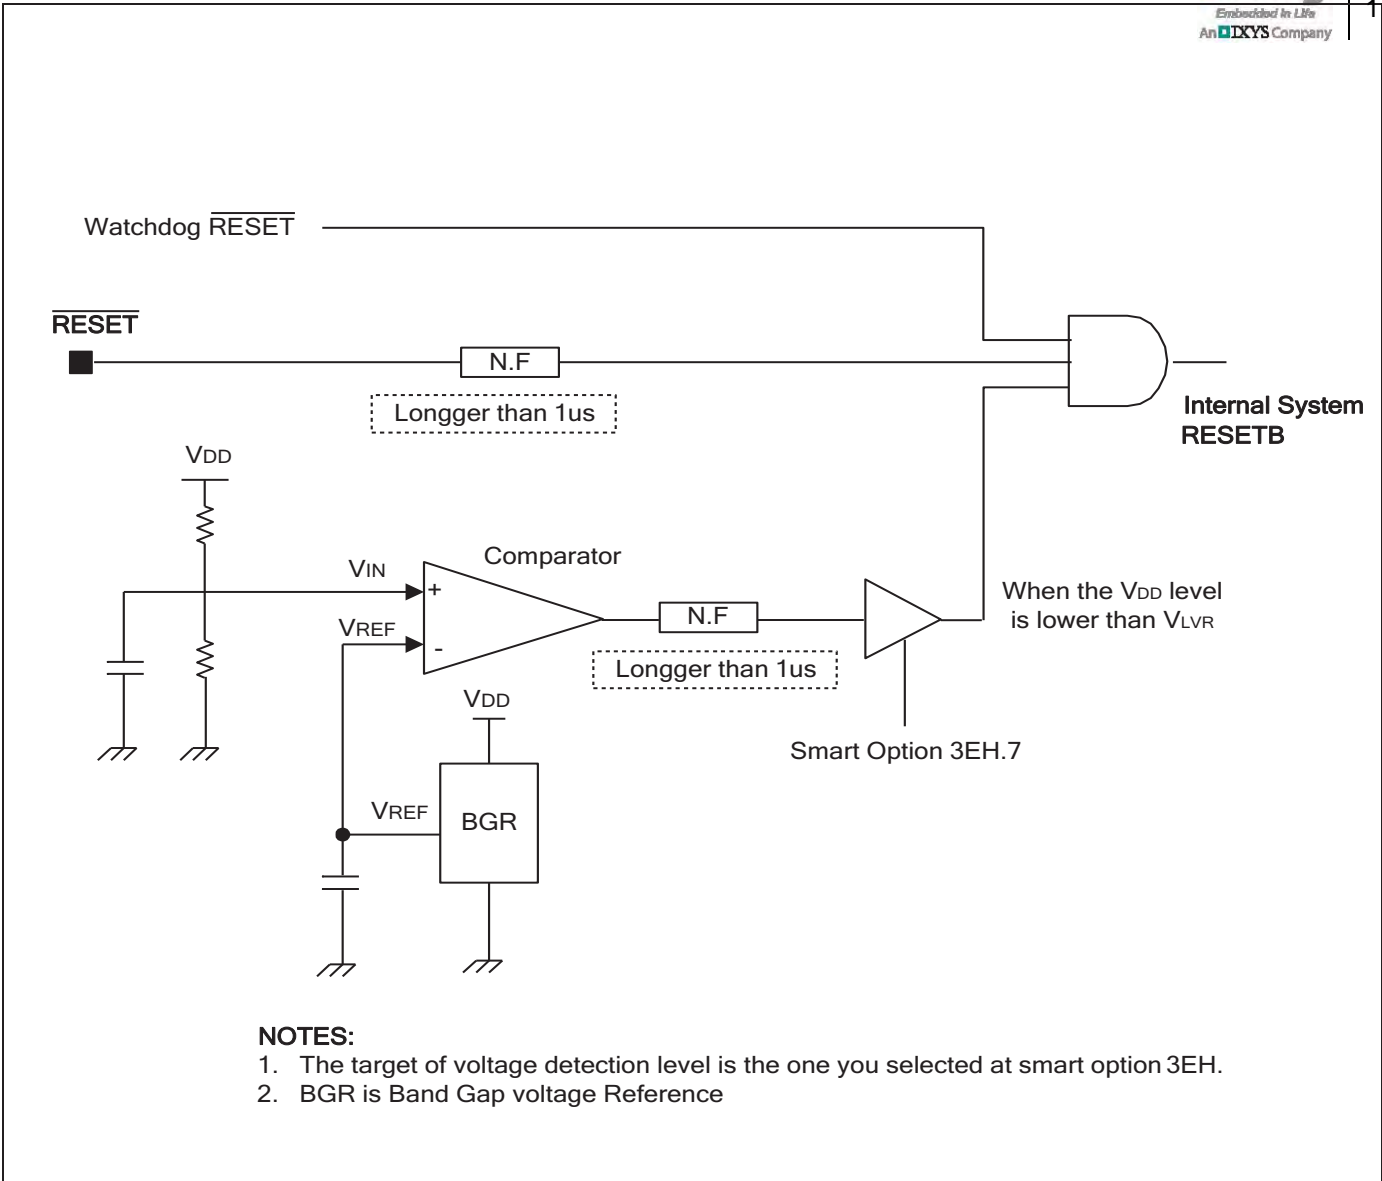 Embedded in Life
An IXYS Company
1
Watchdog RESET
RESET
N.F
Longger than 1us
Internal System
RESETB
VDD
Comparator
VIN
+
When the VDD level
is lower than VLVR
N.F
VREF
-
Longger than 1us
VDD
Smart Option 3EH.7
VREF
BGR
NOTES:
1. The target of voltage detection level is the one you selected at smart option 3EH.
2. BGR is Band Gap voltage Reference